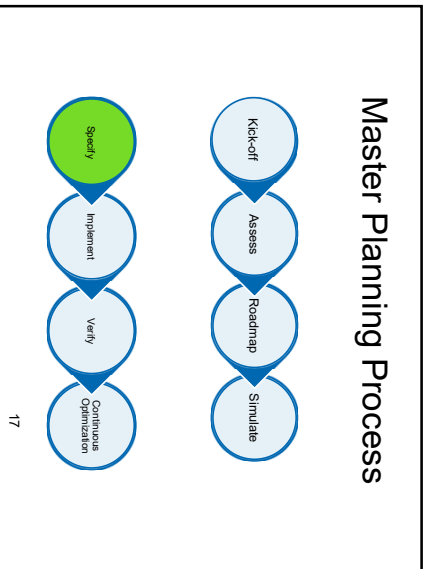 Master Planning Process
Kick-off
Assess
Roadmap
Simulate
Specify
Implement
Verify
Continuous
Optimization
17